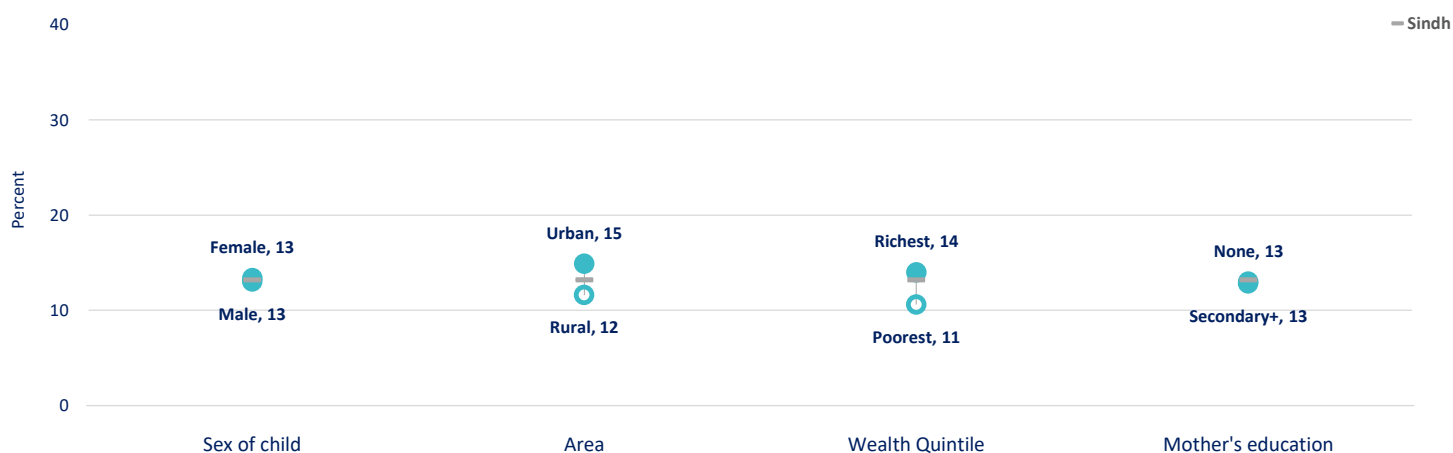 40
Sindh
30
Percent
20
Female, 13
Urban, 15
Richest, 14
None, 13
Male, 13
Rural, 12
Poorest, 11
Secondary+, 13
10
0
Sex of child
Area
Wealth Quintile
Mother's education